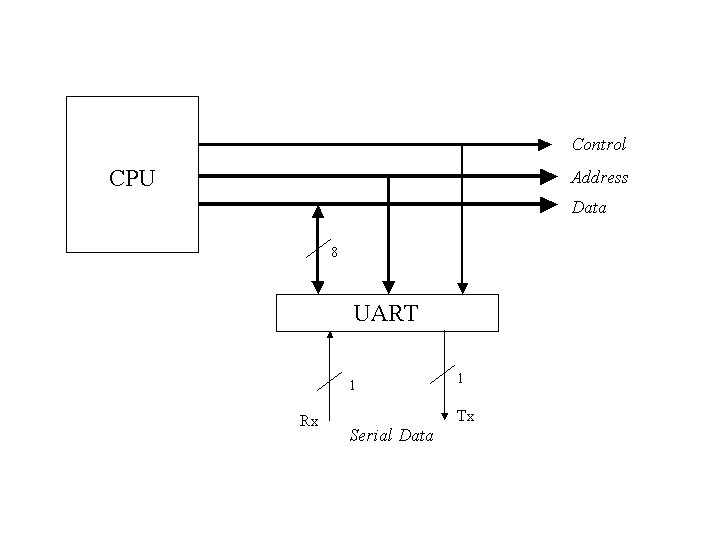 Control
CPU
Address
Data
8
UART
1
1
Rx
Tx
Serial Data